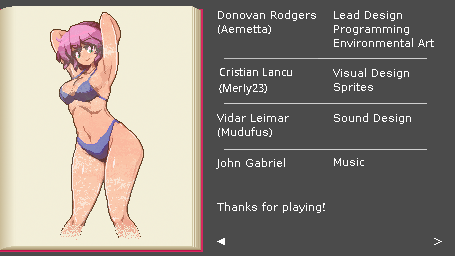 Donovan Rodgers Lead Design
(Aemetta) Programming
Environmental Art
Cristian Lancu Visual Design
(Merly23) Sprites
Vidar Leimar Sound Design
(Mudufus)
John Gabriel Music
Thanks for playing!